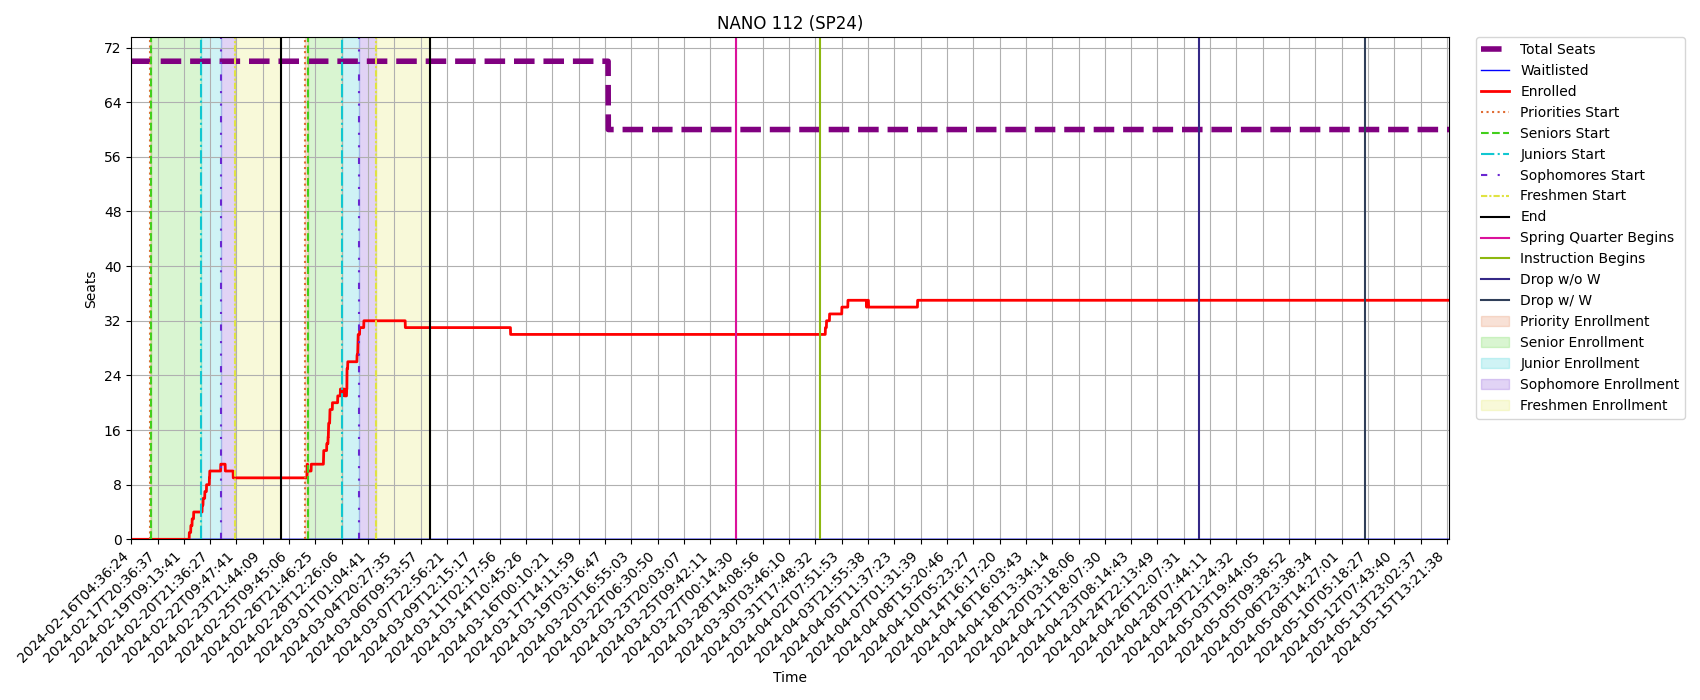 NANO 112 (SP24)
72
64
56
48
40
32
24
16
8
0
Seats
2024-02-16T04:36:24
2024-02-17T20:36:37
2024-02-19T09:13:41
2024-02-20T21:36:27
2024-02-22T09:47:41
2024-02-23T21:44:09
2024-02-25T09:45:06
2024-02-26T21:46:25
2024-02-28T12:26:06
2024-03-01T01:04:41
2024-03-04T20:27:35
2024-03-06T09:53:57
2024-03-07T22:56:21
2024-03-09T12:15:17
2024-03-11T02:17:56
2024-03-14T10:45:26
2024-03-16T00:10:21
2024-03-17T14:11:59
2024-03-19T03:16:47
2024-03-20T16:55:03
2024-03-22T06:30:50
2024-03-23T20:03:07
2024-03-25T09:42:11
2024-03-27T00:14:30
2024-03-28T14:08:56
2024-03-30T03:46:10
2024-03-31T17:48:32
2024-04-02T07:51:53
2024-04-03T21:55:38
2024-04-05T11:37:23
2024-04-07T01:31:39
2024-04-08T15:20:46
2024-04-10T05:23:27
2024-04-14T16:17:20
2024-04-16T16:03:43
2024-04-18T13:34:14
2024-04-20T03:18:06
2024-04-21T18:07:30
2024-04-23T08:14:43
2024-04-24T22:13:49
2024-04-26T12:07:31
2024-04-28T07:44:11
2024-04-29T21:24:32
2024-05-03T19:44:05
2024-05-05T09:38:52
2024-05-06T23:38:34
2024-05-08T14:27:01
2024-05-10T05:18:27
2024-05-12T07:43:40
2024-05-13T23:02:37
2024-05-15T13:21:38
Time
Total Seats
Waitlisted
Enrolled
Priorities Start
Seniors Start
Juniors Start
Sophomores Start
Freshmen Start
End
Spring Quarter Begins
Instruction Begins
Drop w/o W
Drop w/ W
Priority Enrollment
Senior Enrollment
Junior Enrollment
Sophomore Enrollment
Freshmen Enrollment